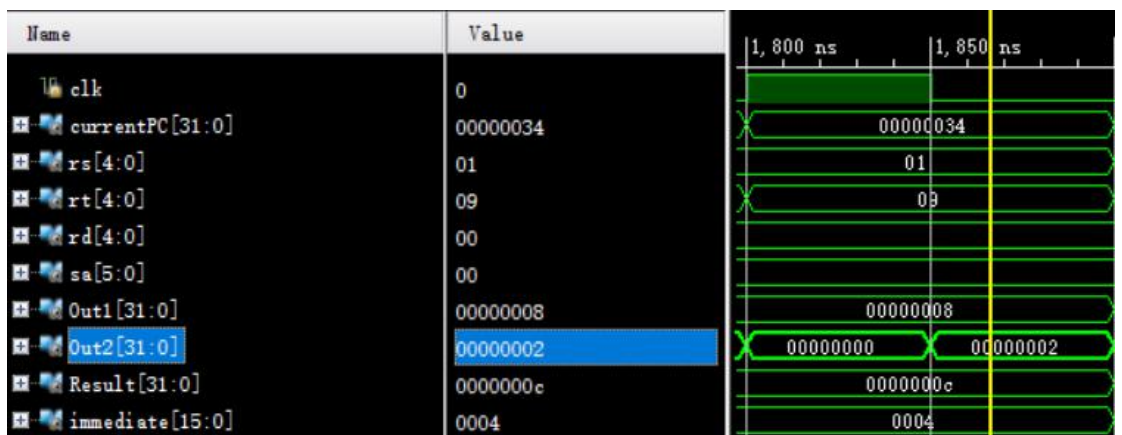 Name Value
1,800 ns 1,850 ns
clk 0
currentPC[31:0] 00000034 00000034
rs[4:0] 01 01
rt[4:0] 09 09
rd[4:0] 00
sa[5:0] 00
Out1[31:0] 00000008 00000008
Out2[31:0] 00000002 00000000 00000002
Result[31:0] 0000000c 0000000c
immediate[15:0] 0004 0004